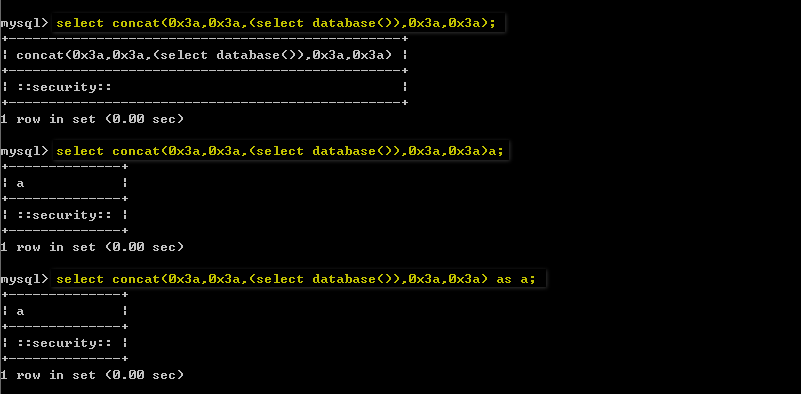 mysql> select concat(0x3a,0x3a,(select database()),0x3a,0x3a);
+-------------------------------------------------+
| concat(0x3a,0x3a,(select database()),0x3a,0x3a) |
+-------------------------------------------------+
| ::security:: |
+-------------------------------------------------+
1 row in set (0.00 sec)
mysql> select concat(0x3a,0x3a,(select database()),0x3a,0x3a)a;
+--------------+
| a |
+--------------+
| ::security:: |
+--------------+
1 row in set (0.00 sec)
mysql> select concat(0x3a,0x3a,(select database()),0x3a,0x3a) as a;
+--------------+
| a |
+--------------+
| ::security:: |
+--------------+
1 row in set (0.00 sec)